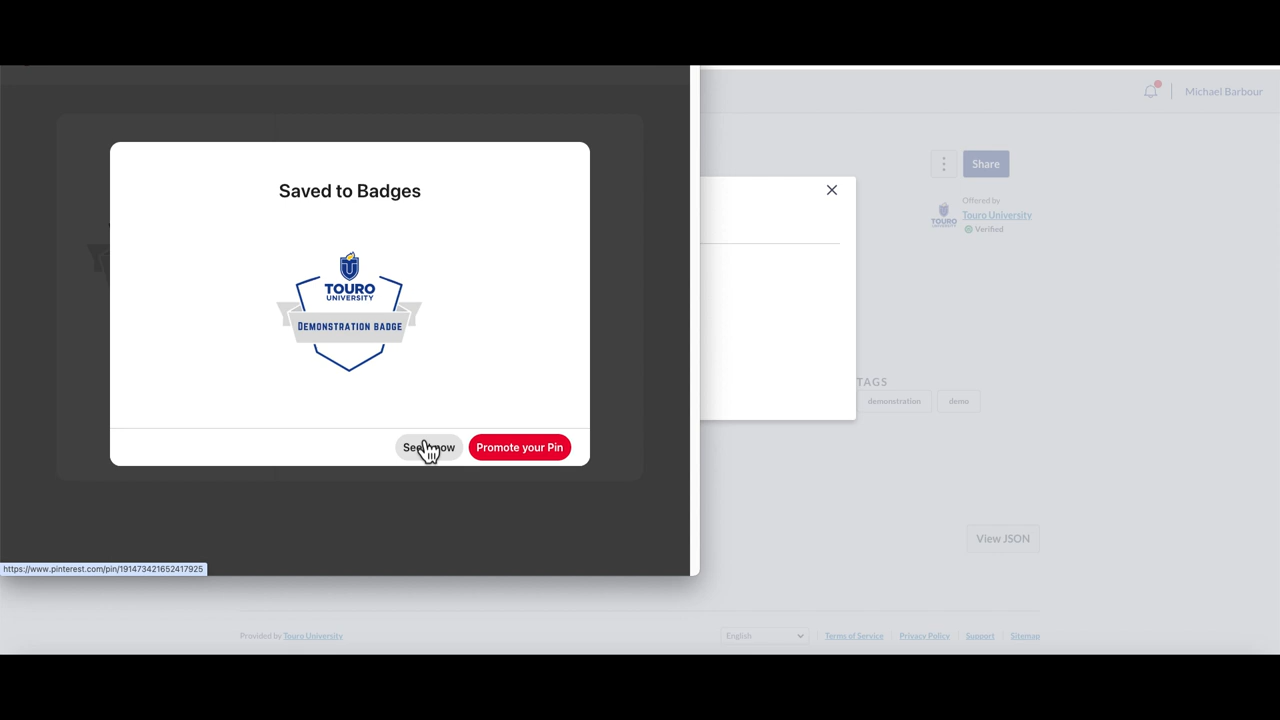 Michael Barbour
Share
Offered by
Touro University
Verified
Saved to Badges
TOURO
UNIVERSITY
DEMONSTRATION BADGE
See
now
Promote your Pin
TAGS
demonstration
demo
View JSON
https://www.pinterest.com/pin/191473421652417925
Provided by Touro University
English
Terms of Service
Privacy Policy
Support
Sitemap